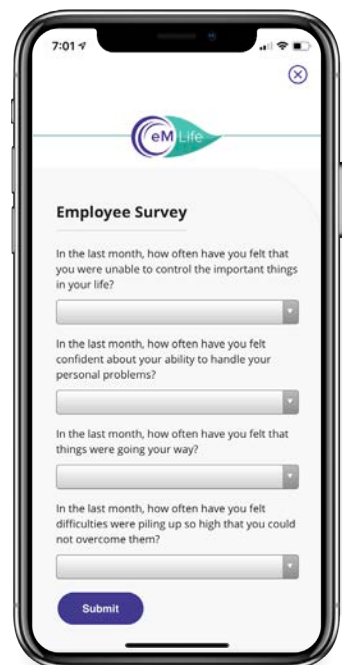 7:01
eM Life
Employee Survey
In the last month, how often have you felt that
you were unable to control the important things
in your life?
In the last month, how often have you felt
confident about your ability to handle your
personal problems?
In the last month, how often have you felt that
things were going your way?
In the last month, how often have you felt
difficulties were piling up so high that you could
not overcome them?
Submit